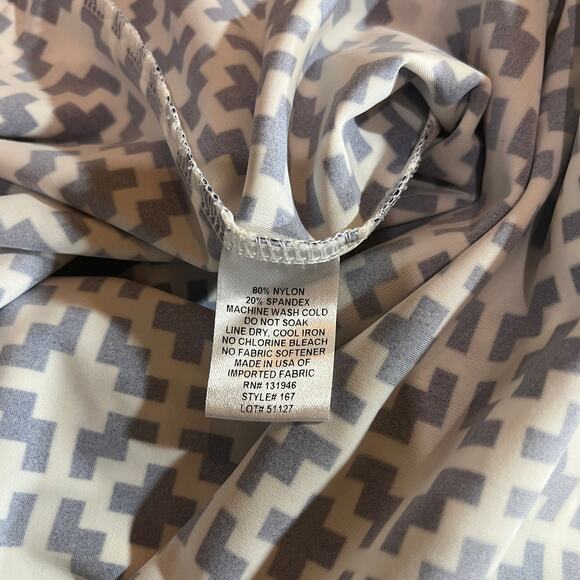 80% NYLON
20% SPANDEX
MACHINE WASH COLD
DO NOT SOAK
LINE DRY, COOL IRON
NO CHLORINE BLEACH
NO FABRIC SOFTENER
MADE IN USA OF
IMPORTED FABRIC
RN# 131946
STYLE# 167
LOT# 51127